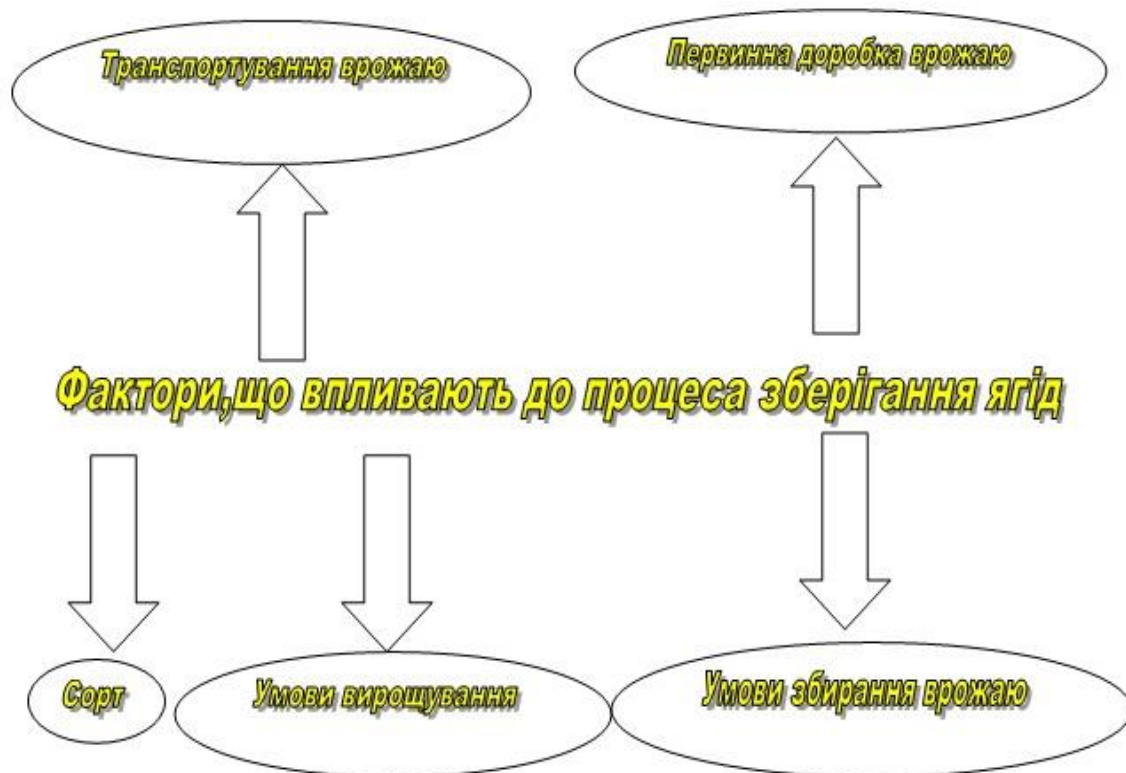 Транспортування врожаю
Первинна доробка врожаю
Фактори,що впливають до процеса зберігання ягід
Сорт
Умови вирощування
Умови збирання врожаю